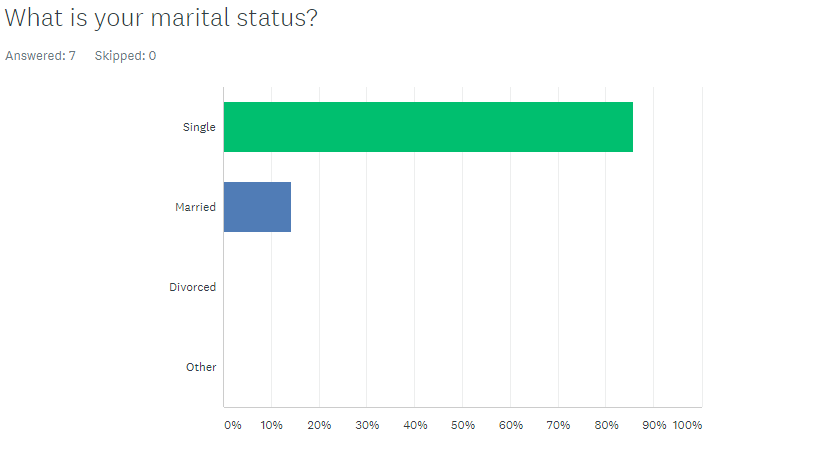 What is your marital status?
Answered: 7 Skipped: 0
Single
Married
Divorced
Other
0% 10% 20% 30% 40% 50% 60% 70% 80% 90% 100%